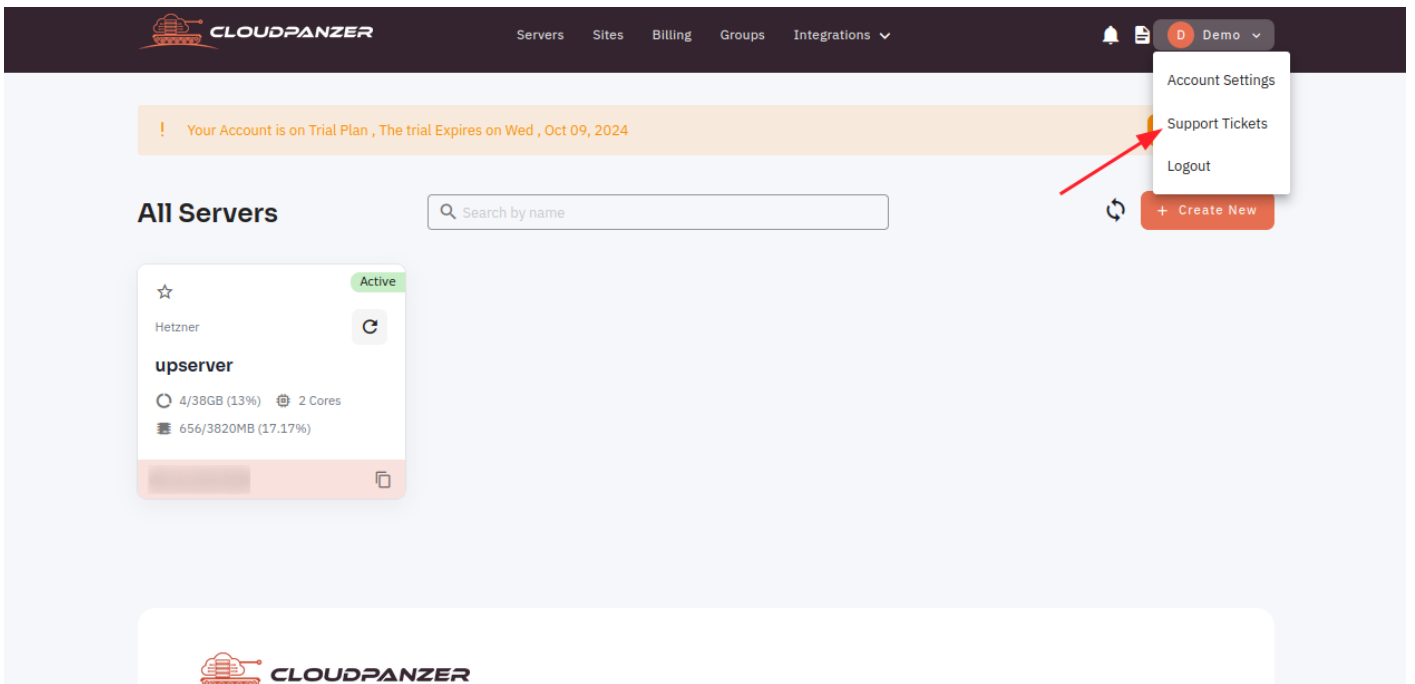 CLOUDPANZER
Servers Sites Billing Groups Integrations
D Demo
Account Settings
Support Tickets
Logout
! Your Account is on Trial Plan , The trial Expires on Wed , Oct 09, 2024
All Servers
Search by name
+ Create New
Active
Hetzner
upserver
4/38GB (13%) 2 Cores
656/3820MB (17.17%)
CLOUDPANZER